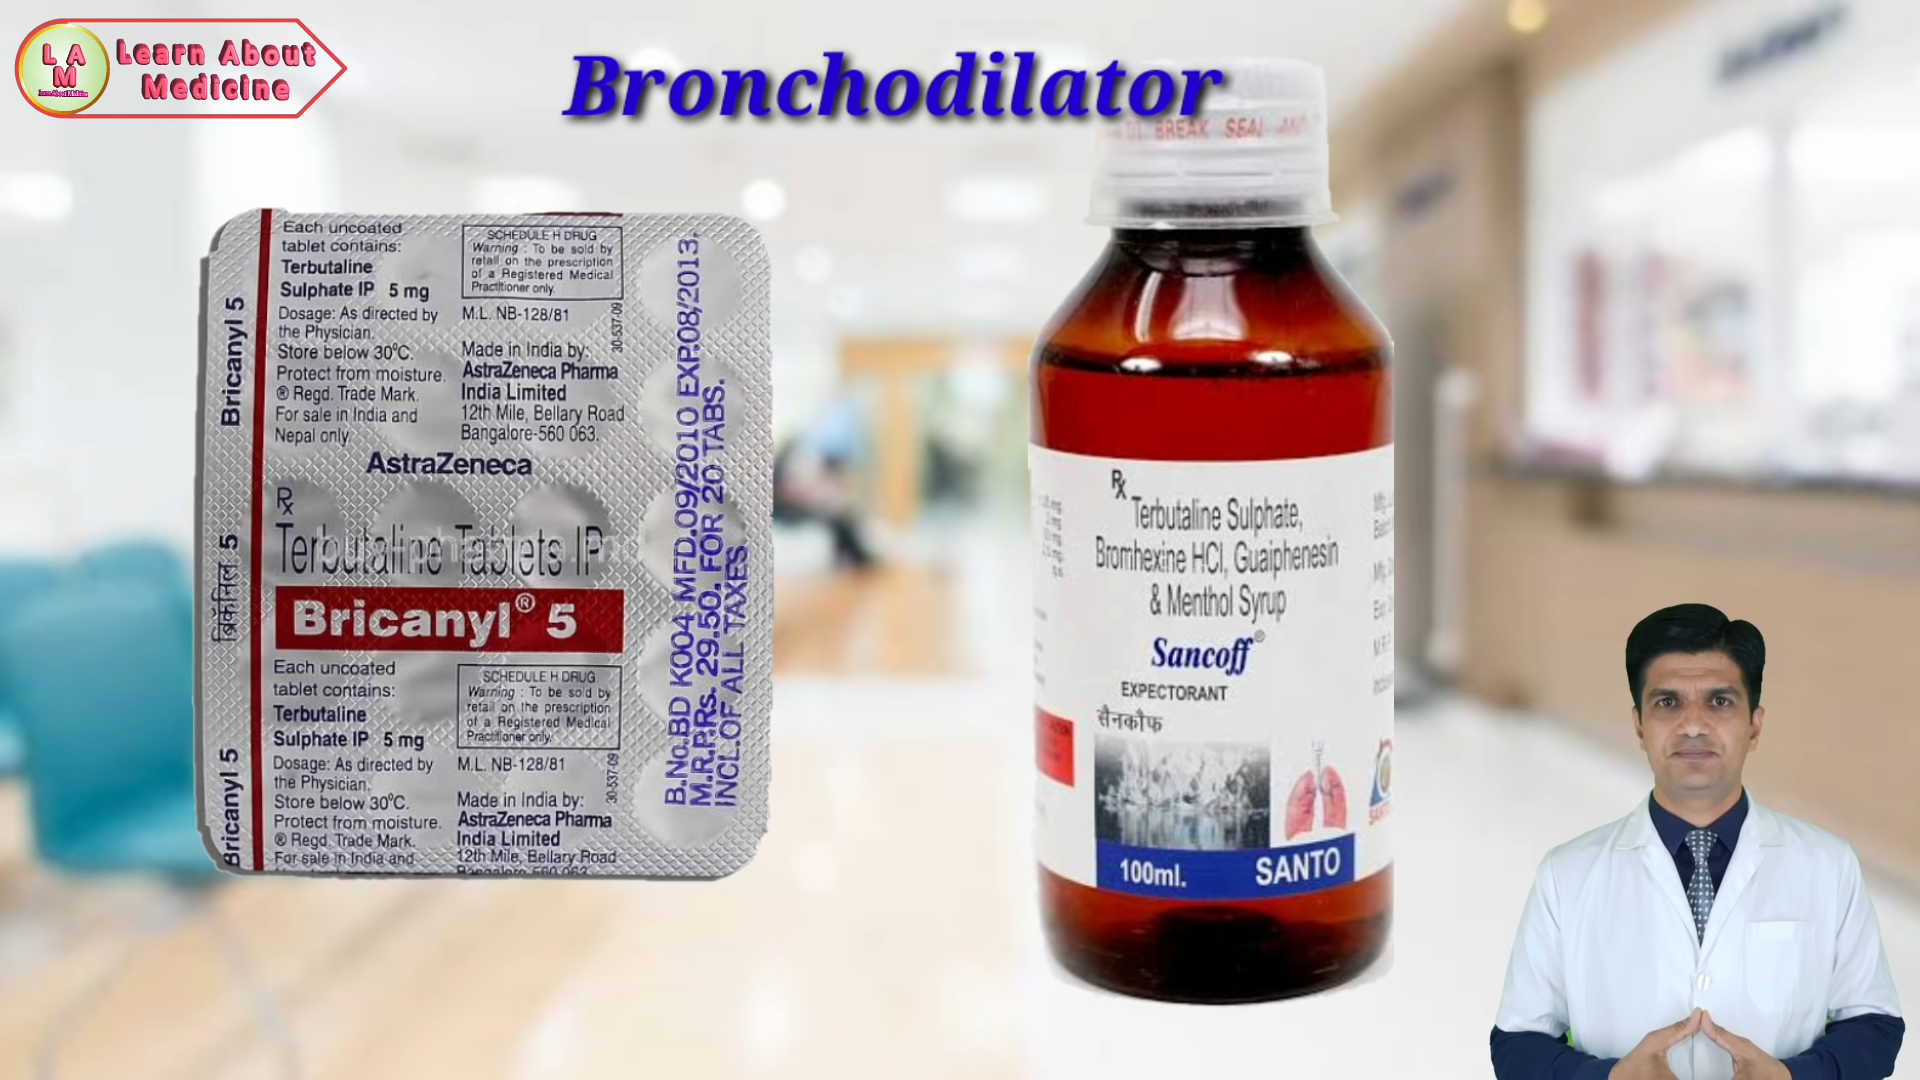 L A
M
Learn About
Medicine
Bronchodilator
BREAK SEAL
Bricanyl 5
ब्रिकेनिल 5
Bricanyl 5
Each uncoated
tablet contains:
Terbutaline
Sulphate IP 5 mg
Dosage: As directed by
the Physician.
Store below 30°C.
Protect from moisture.
® Regd. Trade Mark.
For sale in India and
Nepal only
SCHEDULE H DRUG
Warning : To be sold by
retail on the prescription
of a Registered Medical
Practitioner only.
M.L. NB-128/81
30-537-09
Made in India by:
AstraZeneca Pharma
India Limited
12th Mile, Bellary Road
Bangalore-560 063.
AstraZeneca
Rx
Terbutaline Tablets IP
Bricanyl® 5
Each uncoated
tablet contains:
Terbutaline
Sulphate IP 5 mg
Dosage: As directed by
the Physician.
Store below 30°C.
Protect from moisture.
® Regd. Trade Mark.
For sale in India and
SCHEDULE H DRUG
Warning : To be sold by
retail on the prescription
of a Registered Medical
Practitioner only.
M.L. NB-128/81
30-537-09
Made in India by:
AstraZeneca Pharma
India Limited
12th Mile, Bellary Road
Bangalore-560 063
B.No.BD K004 MFD.09/2010 EXP.08/2013.
M.R.P.Rs. 29.50. FOR 20 TABS.
INCL.OF ALL TAXES
Rx
Terbutaline Sulphate,
Bromhexine HCl, Guaiphenesin
& Menthol Syrup
Sancoff®
EXPECTORANT
सैनकौफ
100ml. SANTO